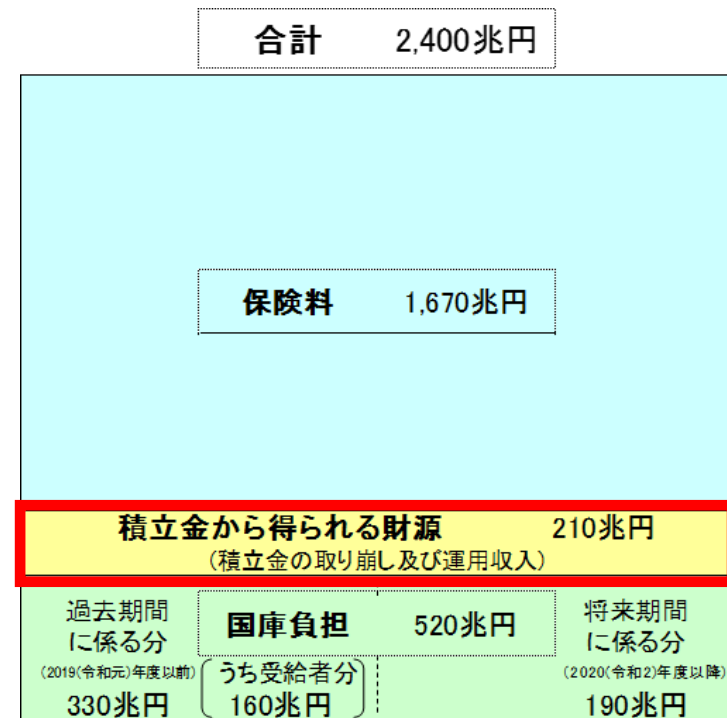 合計 2,400兆円
保険料 1,670兆円
積立金から得られる財源 210兆円
(積立金の取り崩し及び運用収入)
過去期間
に係る分
(2019(令和元)年度以前)
330兆円
国庫負担 520兆円
うち受給者分
160兆円
将来期間
に係る分
(2020(令和2)年度以降)
190兆円